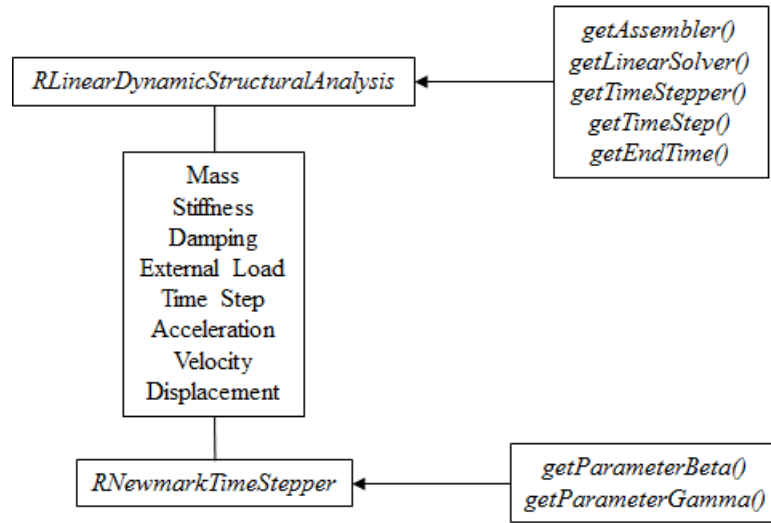 RLinearDynamicStructuralAnalysis
getAssembler()
getLinearSolver()
getTimeStepper()
getTimeStep()
getEndTime()
Mass
Stiffness
Damping
External Load
Time Step
Acceleration
Velocity
Displacement
RNewmarkTimeStepper
getParameterBeta()
getParameterGamma()